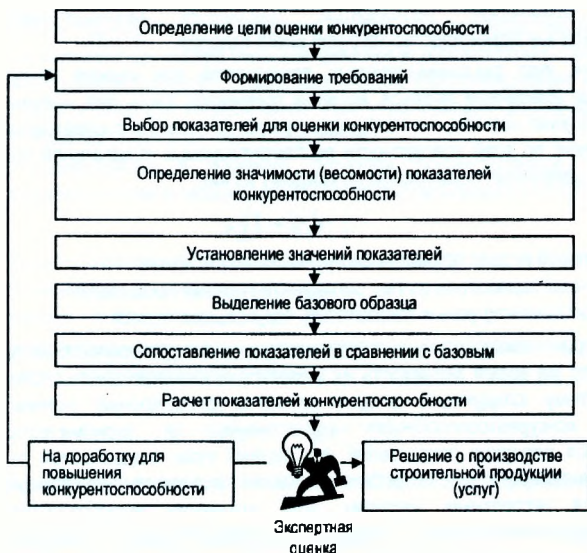 Определение цели оценки конкурентоспособности
Формирование требований
Выбор показателей для оценки конкурентоспособности
Определение значимости (весомости) показателей
конкурентоспособности
Установление значений показателей
Выделение базового образца
Сопоставление показателей в сравнении с базовым
Расчет показателей конкурентоспособности
На доработку для
повышения
конкурентоспособности
Решение о производстве
строительной продукции
(услуг)
Экспертная
оценка